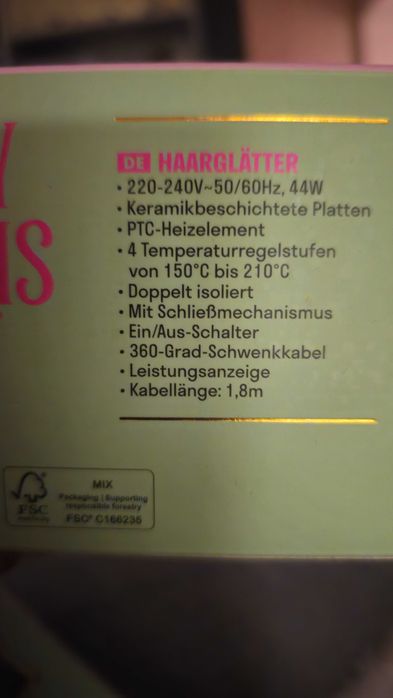 Y
DE HAARGLÄTTER
• 220-240V~50/60Hz, 44W
• Keramikbeschichtete Platten
• PTC-Heizelement
• 4 Temperaturregelstufen
von 150°C bis 210°C
• Doppelt isoliert
• Mit Schließmechanismus
• Ein/Aus-Schalter
• 360-Grad-Schwenkkabel
• Leistungsanzeige
• Kabellänge: 1,8m
FSC
MIX
Packaging | Supporting
responsible forestry
FSC® C166235